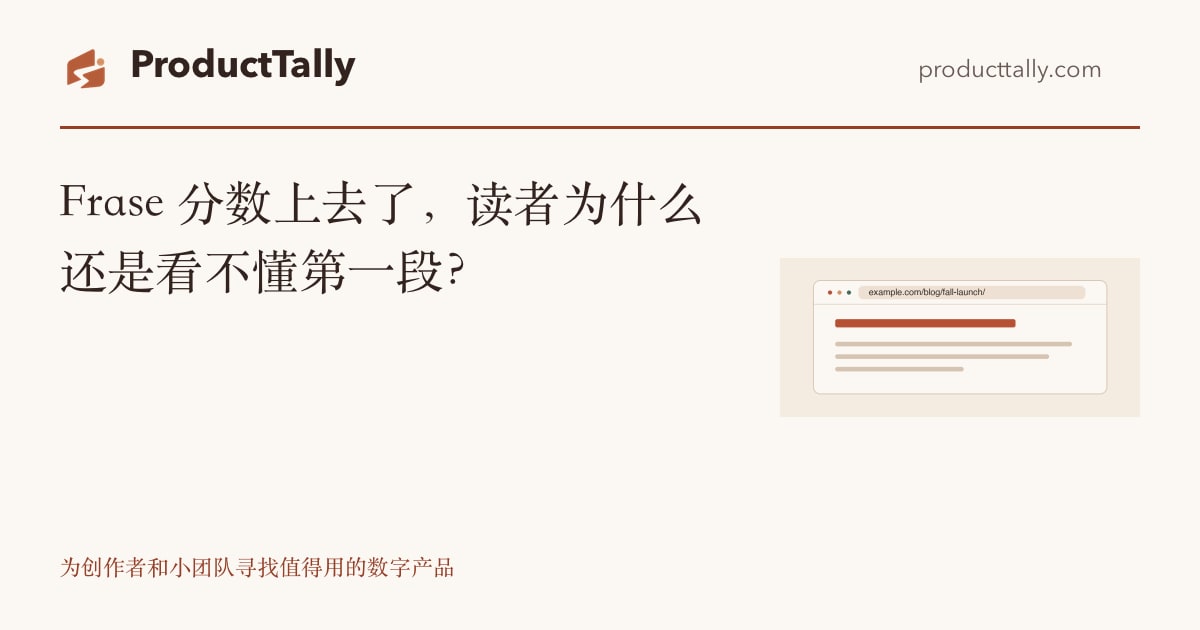 ProductTally
producttally.com
Frase 分数上去了，读者为什么
还是看不懂第一段？
example.com/blog/fall-launch/
为创作者和小团队寻找值得用的数字产品